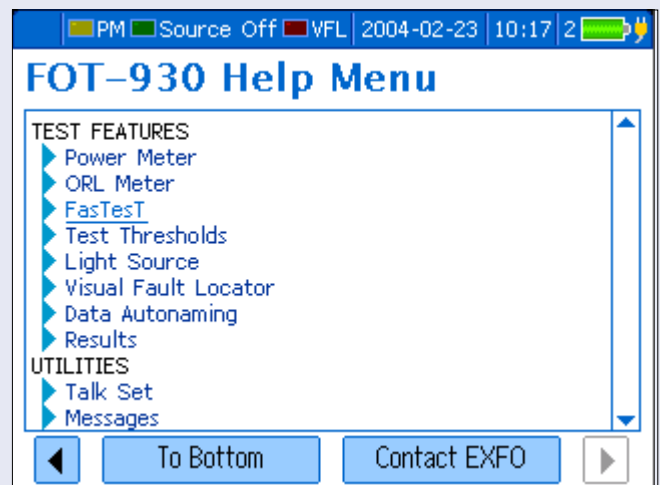 PM Source Off VFL 2004-02-23 10:17 2
FOT-930 Help Menu
TEST FEATURES
Power Meter
ORL Meter
FasTesT
Test Thresholds
Light Source
Visual Fault Locator
Data Autonaming
Results
UTILITIES
Talk Set
Messages
To Bottom Contact EXFO